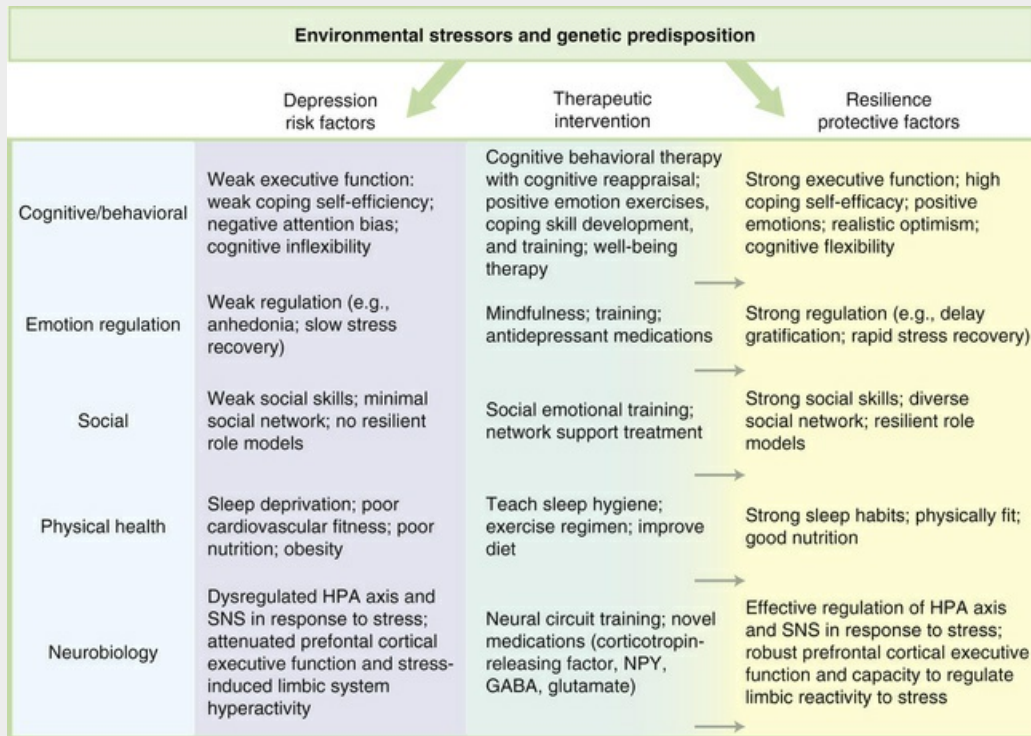 Environmental stressors and genetic predisposition
Depression
risk factors
Therapeutic
intervention
Resilience
protective factors
Cognitive/behavioral
Weak executive function:
weak coping self-efficiency;
negative attention bias;
cognitive inflexibility
Cognitive behavioral therapy
with cognitive reappraisal;
positive emotion exercises,
coping skill development,
and training; well-being
therapy
Strong executive function; high
coping self-efficacy; positive
emotions; realistic optimism;
cognitive flexibility
Emotion regulation
Weak regulation (e.g.,
anhedonia; slow stress
recovery)
Mindfulness; training;
antidepressant medications
Strong regulation (e.g., delay
gratification; rapid stress recovery)
Social
Weak social skills; minimal
social network; no resilient
role models
Social emotional training;
network support treatment
Strong social skills; diverse
social network; resilient role
models
Physical health
Sleep deprivation; poor
cardiovascular fitness; poor
nutrition; obesity
Teach sleep hygiene;
exercise regimen; improve
diet
Strong sleep habits; physically fit;
good nutrition
Neurobiology
Dysregulated HPA axis and
SNS in response to stress;
attenuated prefontal cortical
executive function and stress-
induced limbic system
hyperactivity
Neural circuit training; novel
medications (corticotropin-
releasing factor, NPY,
GABA, glutamate)
Effective regulation of HPA axis
and SNS in response to stress;
robust prefrontal cortical executive
function and capacity to regulate
limbic reactivity to stress